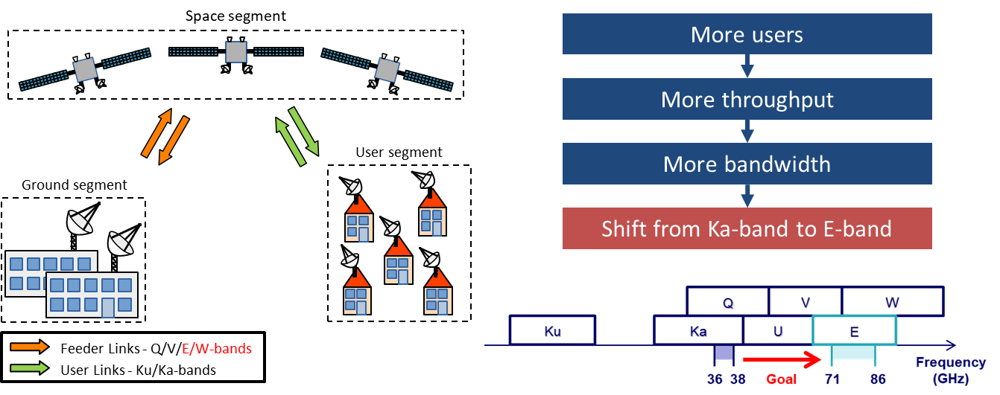 Space segment
User segment
Ground segment
Feeder Links - Q/V/E/W-bands
User Links - Ku/Ka-bands
More users
More throughput
More bandwidth
Shift from Ka-band to E-band
Q V W
Ku Ka U E
36 38 Goal 71 86
Frequency
(GHz)